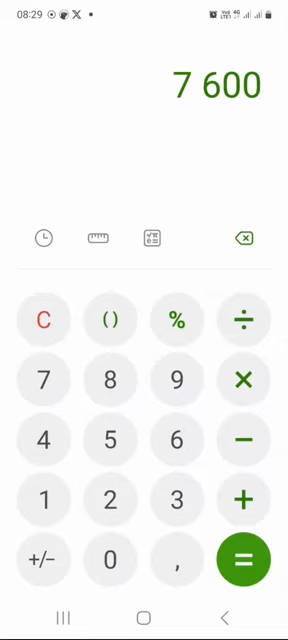 08:29
7 600
C ( ) % ÷
7 8 9 ×
4 5 6 −
1 2 3 +
+/− 0 , =